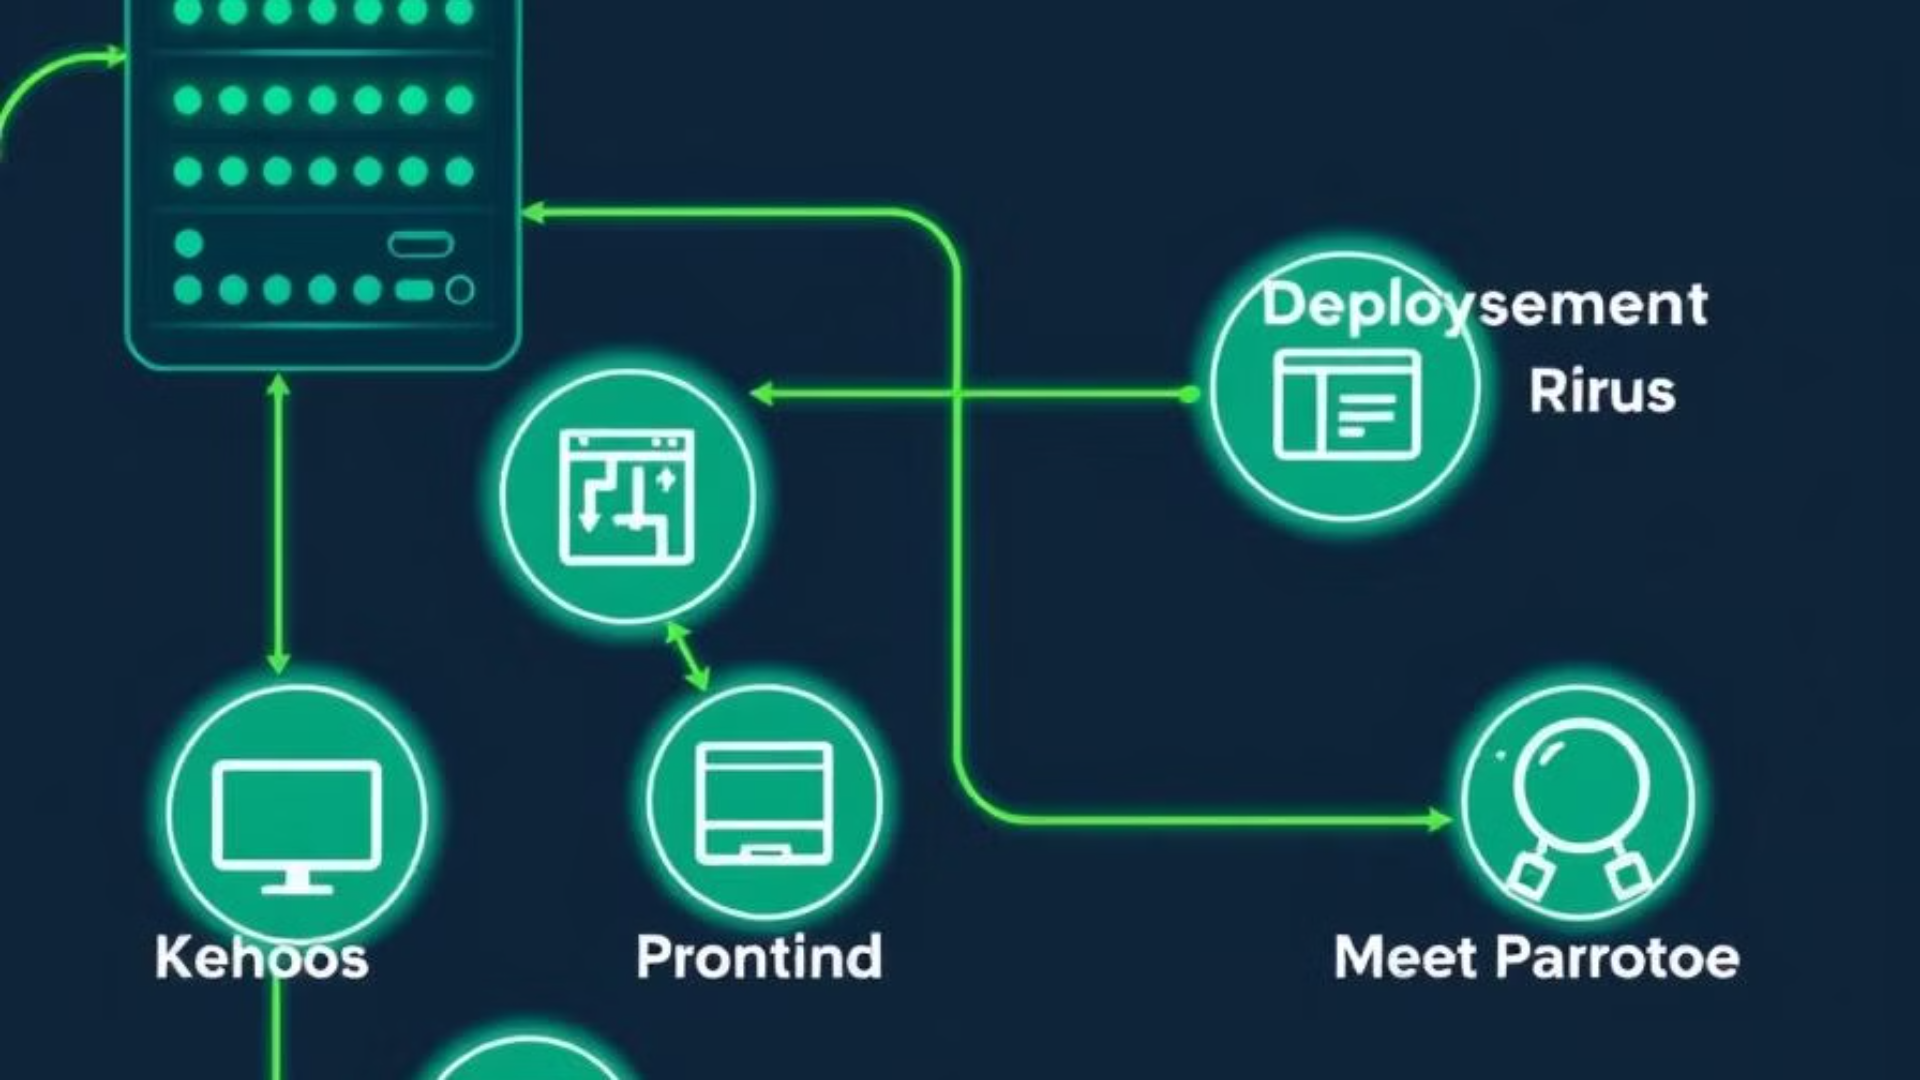 Deploysement
Rirus
Kehoos
Prontind
Meet Parrotoe